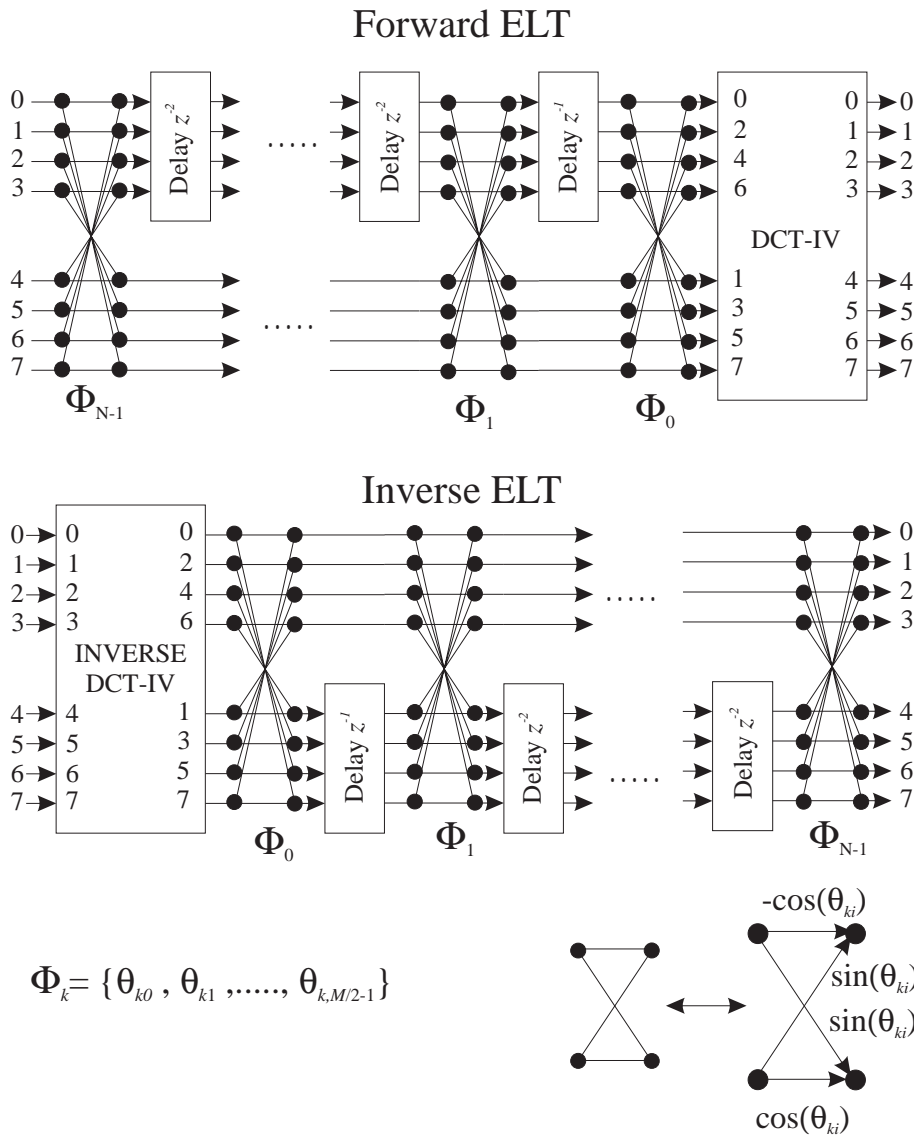 Forward ELT
0 1 2 3 4 5 6 7
Delay z^-2
.....
.....
Delay z^-2
Delay z^-1
0 2 4 6 1 3 5 7
DCT-IV
0 1 2 3 4 5 6 7
0 1 2 3 4 5 6 7
Φ_N-1
Φ_1
Φ_0
Inverse ELT
0 1 2 3 4 5 6 7
0 1 2 3 4 5 6 7
INVERSE
DCT-IV
0 2 4 6 1 3 5 7
Delay z^-1
Delay z^-2
.....
.....
Delay z^-2
0 1 2 3 4 5 6 7
Φ_0
Φ_1
Φ_N-1
Φ_k= {θ_k0 , θ_k1 ,....., θ_k,M/2-1}
-cos(θ_ki)
sin(θ_ki)
sin(θ_ki)
cos(θ_ki)